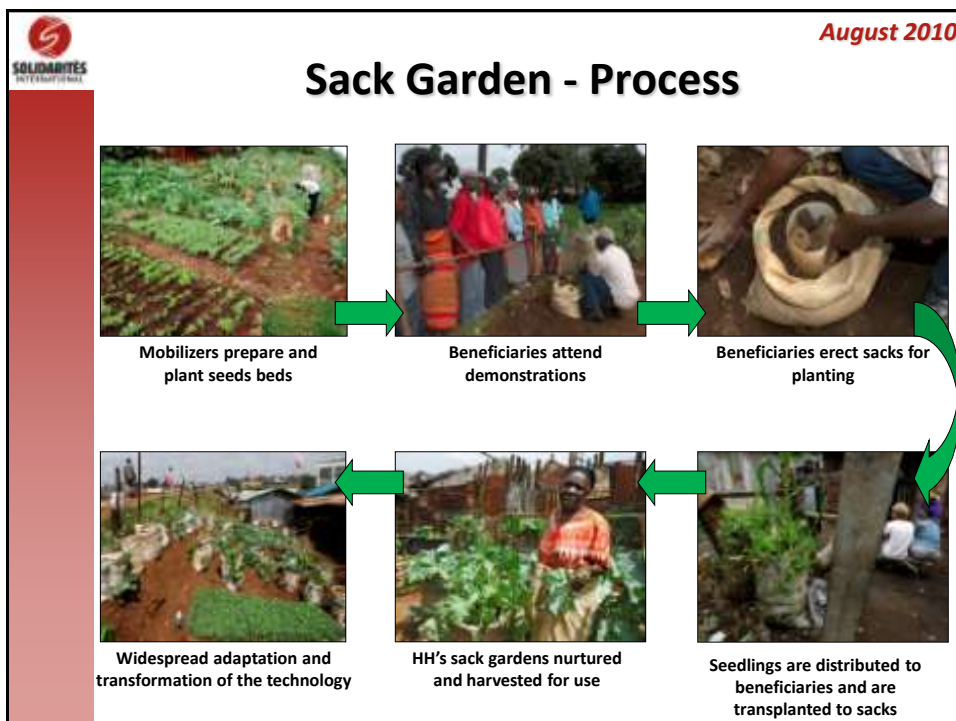 SOLIDARITÉS
INTERNATIONAL
August 2010
Sack Garden - Process
Mobilizers prepare and
plant seeds beds
Beneficiaries attend
demonstrations
Beneficiaries erect sacks for
planting
Widespread adaptation and
transformation of the technology
HH's sack gardens nurtured
and harvested for use
Seedlings are distributed to
beneficiaries and are
transplanted to sacks